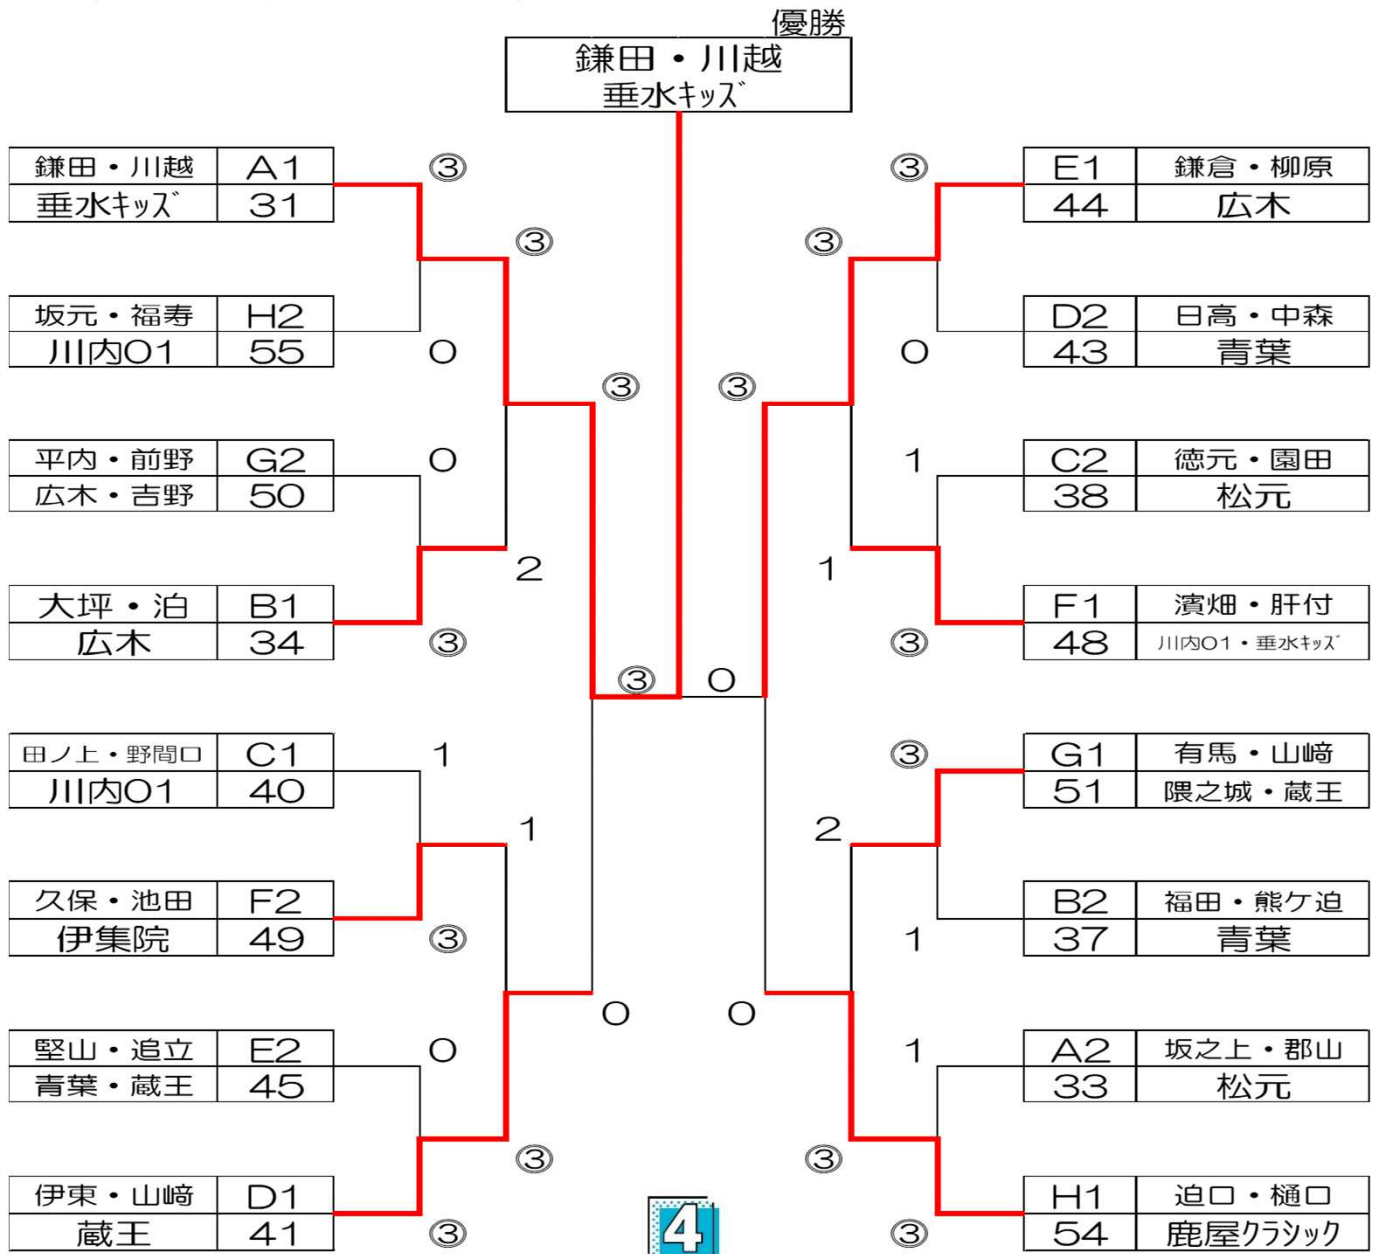 優勝
鎌田・川越
垂水キッズ
鎌田・川越 A1
垂水キッズ 31
③
③
坂元・福寿 H2
川内01 55
0
③
平内・前野 G2
広木・吉野 50
0
2
大坪・泊 B1
広木 34
③
③ 0
田ノ上・野間口 C1
川内01 40
1
1
久保・池田 F2
伊集院 49
③
0
堅山・追立 E2
青葉・蔵王 45
0
③
伊東・山﨑 D1
蔵王 41
③
③
E1 鎌倉・柳原
44 広木
③
D2 日高・中森
43 青葉
0
③
1
C2 徳元・園田
38 松元
1
F1 濱畑・肝付
48 川内01・垂水キッズ
③
③
G1 有馬・山﨑
51 隈之城・蔵王
2
B2 福田・熊ケ迫
37 青葉
1
0
1
A2 坂之上・郡山
33 松元
③
H1 迫口・樋口
54 鹿屋クラシック
③
4